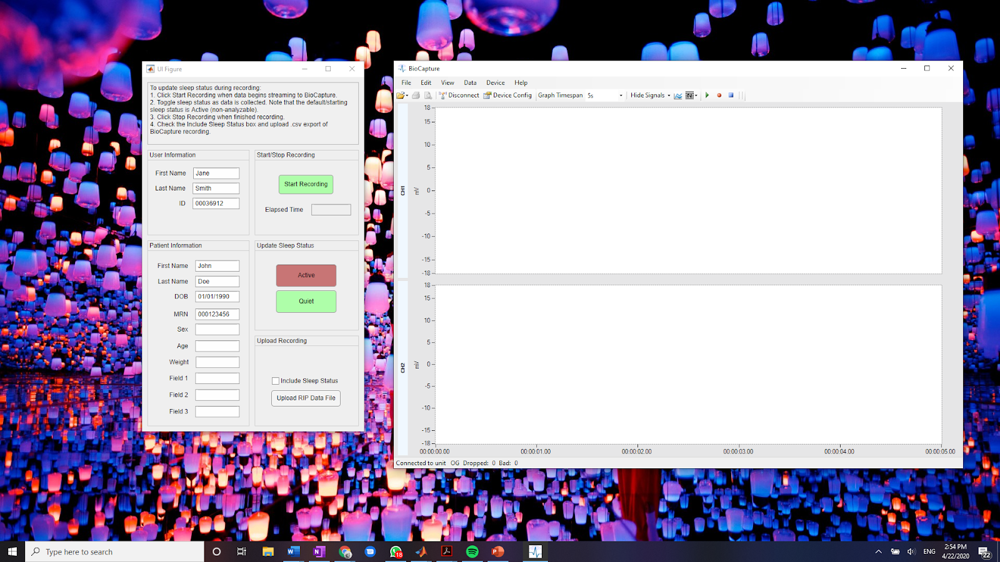 UI Figure
To update sleep status during recording:
1. Click Start Recording when data begins streaming to BioCapture.
2. Toggle sleep status as data is collected. Note that the default/starting
sleep status is Active (non-analyzable).
3. Click Stop Recording when finished recording.
4. Check the Include Sleep Status box and upload .csv export of
BioCapture recording.
User Information
First Name Jane
Last Name Smith
ID 00036912
Start/Stop Recording
Start Recording
Elapsed Time
Patient Information
First Name John
Last Name Doe
DOB 01/01/1990
MRN 000123456
Sex
Age
Weight
Field 1
Field 2
Field 3
Update Sleep Status
Active
Quiet
Upload Recording
Include Sleep Status
Upload RIP Data File
BioCapture
File Edit View Data Device Help
Disconnect Device Config Graph Timespan 5s Hide Signals N
CH1
mV
18
15
10
5
0
-5
-10
-15
-18
CH2
mV
18
15
10
5
0
-5
-10
-15
-18
00:00:00.00 00:00:01.00 00:00:02.00 00:00:03.00 00:00:04.00 00:00:05.00
Connected to unit OG Dropped: 0 Bad: 0
Type here to search
18
ENG
2:54 PM
4/22/2020
22